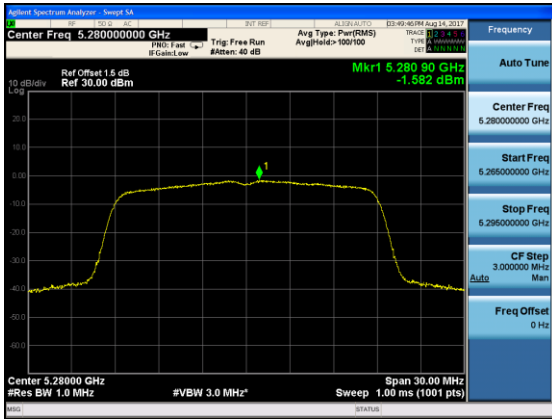 Agilent Spectrum Analyzer - Swept SA
RF 50 Ω AC INT REF ALIGN AUTO 03:49:46 PM Aug 14, 2017
Center Freq 5.280000000 GHz
PNO: Fast
IFGain:Low
Trig: Free Run
#Atten: 40 dB
Avg Type: Pwr(RMS)
Avg|Hold:> 100/100
TRACE 1 2 3 4 5 6
TYPE A WWWWW
DET A N N N N N
Mkr1 5.280 90 GHz
-1.582 dBm
Ref Offset 1.5 dB
Ref 30.00 dBm
10 dB/div
Log
20.0
10.0
0.00
-10.0
-20.0
-30.0
-40.0
-50.0
-60.0
1
Center 5.28000 GHz
#Res BW 1.0 MHz
#VBW 3.0 MHz*
Span 30.00 MHz
Sweep 1.00 ms (1001 pts)
MSG
STATUS
Frequency
Auto Tune
Center Freq
5.280000000 GHz
Start Freq
5.265000000 GHz
Stop Freq
5.295000000 GHz
CF Step
3.000000 MHz
Auto Man
Freq Offset
0 Hz